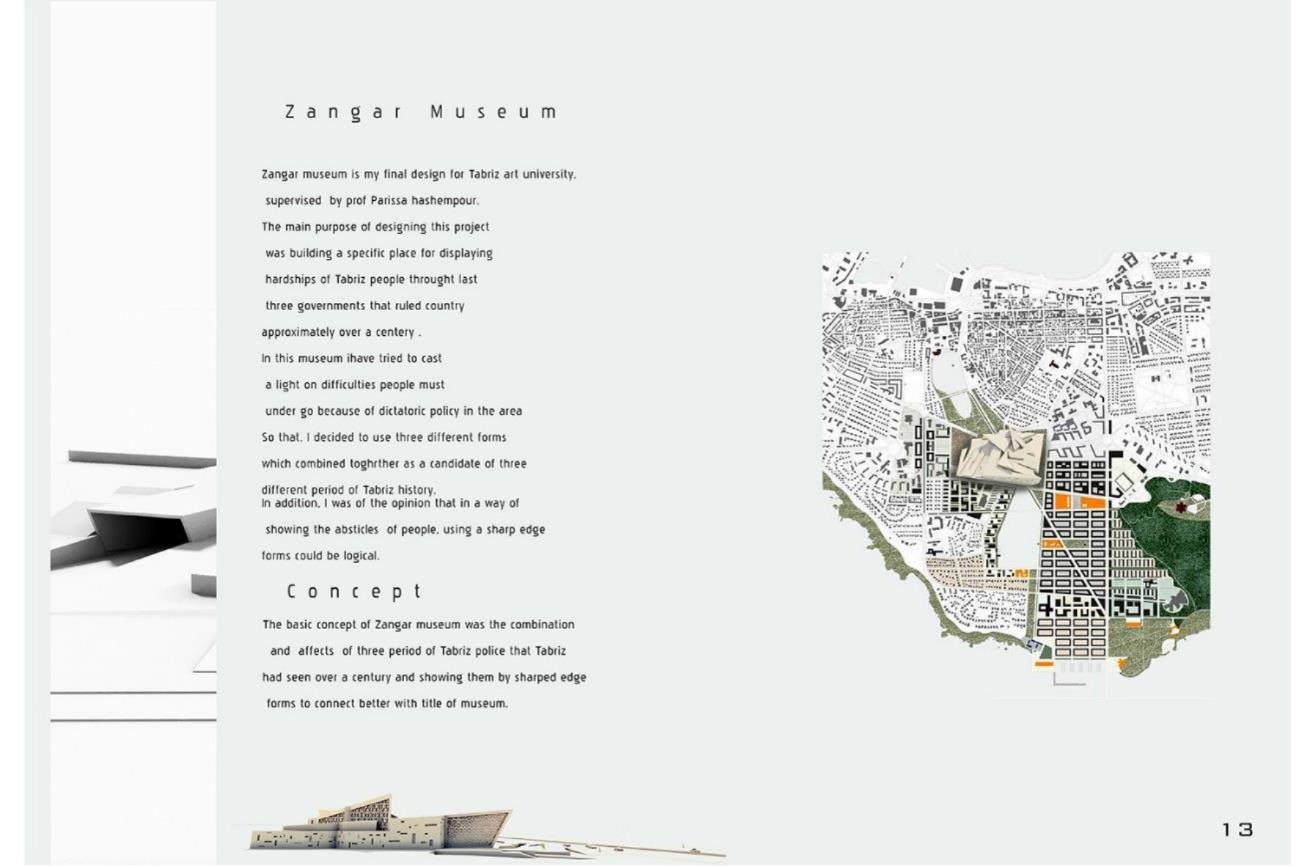 Zangar Museum
Zangar museum is my final design for Tabriz art university,
supervised by prof Parissa hashempour.
The main purpose of designing this project
was building a specific place for displaying
hardships of Tabriz people throught last
three governments that ruled country
approximately over a centery .
In this museum ihave tried to cast
a light on difficulties people must
under go because of dictatoric policy in the area
So that, I decided to use three different forms
which combined toghrther as a candidate of three
different period of Tabriz history.
In addition, I was of the opinion that in a way of
showing the absticles of people, using a sharp edge
forms could be logical.
Concept
The basic concept of Zangar museum was the combination
and affects of three period of Tabriz police that Tabriz
had seen over a century and showing them by sharped edge
forms to connect better with title of museum.
13